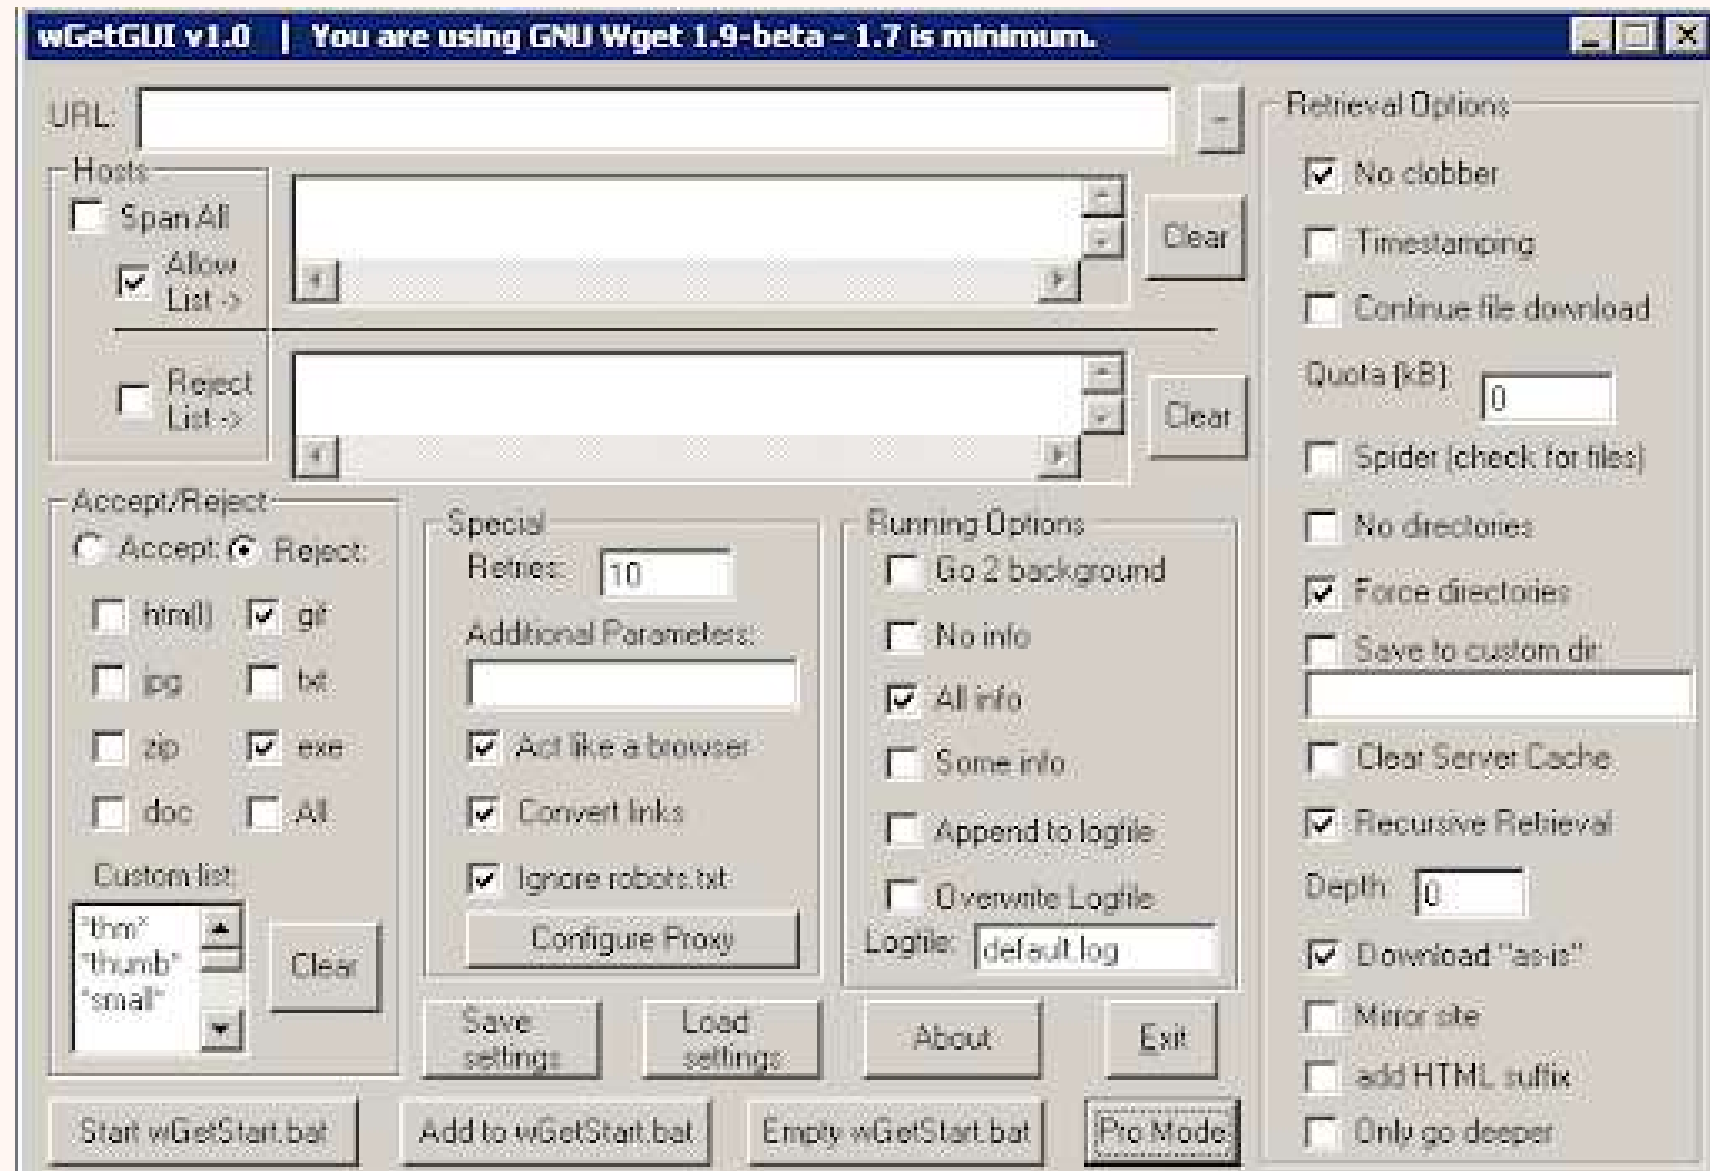 wGetGUI v1.0 | You are using GNU Wget 1.9-beta - 1.7 is minimum.
URL:
Hosts
Span All
Allow
List ->
Clear
Reject
List ->
Clear
Accept/Reject
Accept: Reject:
htm(l) gif
jpg txt
zip exe
doc All
Custom list
*thm*
*thumb*
*small*
Clear
Special
Retries: 10
Additional Parameters:
Act like a browser
Convert links
Ignore robots.txt
Configure Proxy
Running Options
Go 2 background
No info
All info
Some info
Append to logfile
Overwrite Logfile
Logfile: default.log
Retrieval Options
No clobber
Timestamping
Continue file download
Quota (kB): 0
Spider (check for files)
No directories
Force directories
Save to custom dir:
Clear Server Cache
Recursive Retrieval
Depth: 0
Download "as-is"
Mirror site
add HTML suffix
Only go deeper
Save
settings
Load
settings
About
Exit
Start wGetStart.bat
Add to wGetStart.bat
Empty wGetStart.bat
Pro Mode